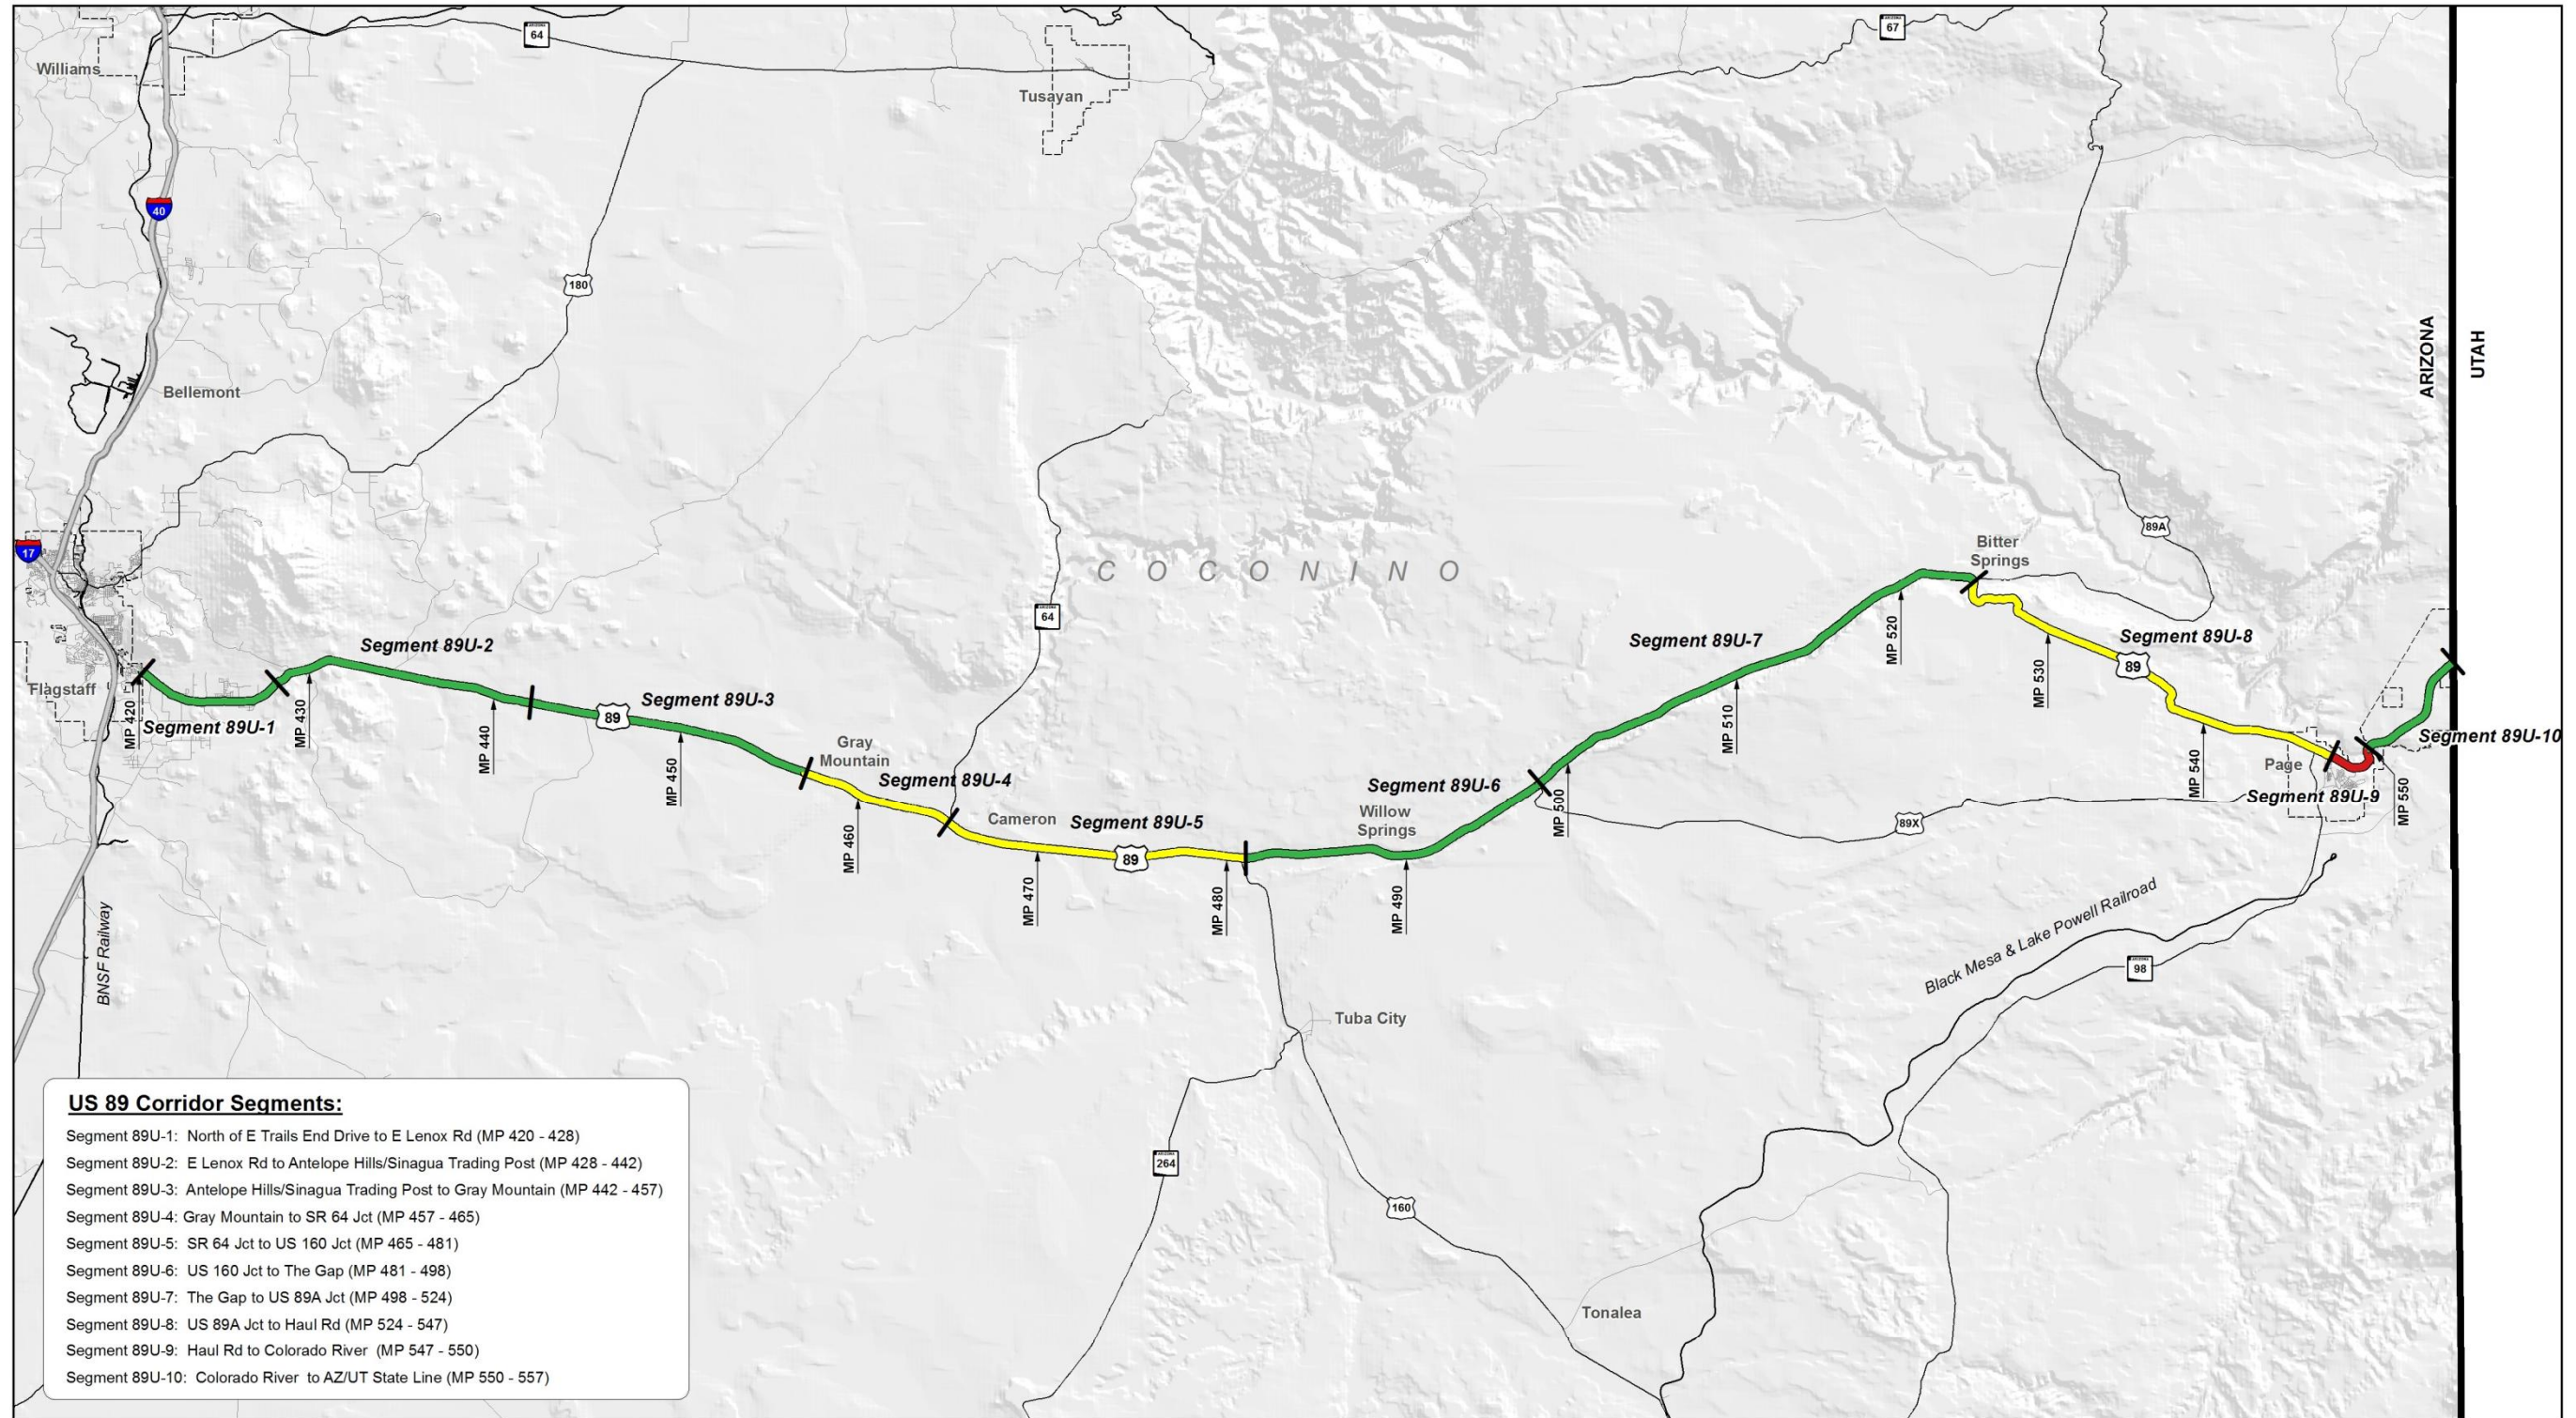 64
67
Williams
Tusayan
40
180
ARIZONA
UTAH
Bellemont
89A
17
Bitter
Springs
COCONINO
64
Segment 89U-7
MP 520
Segment 89U-8
89
Segment 89U-2
MP 530
Flagstaff
MP 420
Segment 89U-1
MP 430
MP 440
Segment 89U-3
89
MP 450
Gray
Mountain
Segment 89U-4
MP 460
Cameron
Segment 89U-5
89
MP 470
MP 480
Segment 89U-6
Willow
Springs
MP 490
MP 500
MP 510
89X
MP 540
Page
Segment 89U-9
MP 550
Segment 89U-10
BNSF Railway
Black Mesa & Lake Powell Railroad
98
Tuba City
264
160
Tonalea
US 89 Corridor Segments:
Segment 89U-1: North of E Trails End Drive to E Lenox Rd (MP 420 - 428)
Segment 89U-2: E Lenox Rd to Antelope Hills/Sinagua Trading Post (MP 428 - 442)
Segment 89U-3: Antelope Hills/Sinagua Trading Post to Gray Mountain (MP 442 - 457)
Segment 89U-4: Gray Mountain to SR 64 Jct (MP 457 - 465)
Segment 89U-5: SR 64 Jct to US 160 Jct (MP 465 - 481)
Segment 89U-6: US 160 Jct to The Gap (MP 481 - 498)
Segment 89U-7: The Gap to US 89A Jct (MP 498 - 524)
Segment 89U-8: US 89A Jct to Haul Rd (MP 524 - 547)
Segment 89U-9: Haul Rd to Colorado River (MP 547 - 550)
Segment 89U-10: Colorado River to AZ/UT State Line (MP 550 - 557)